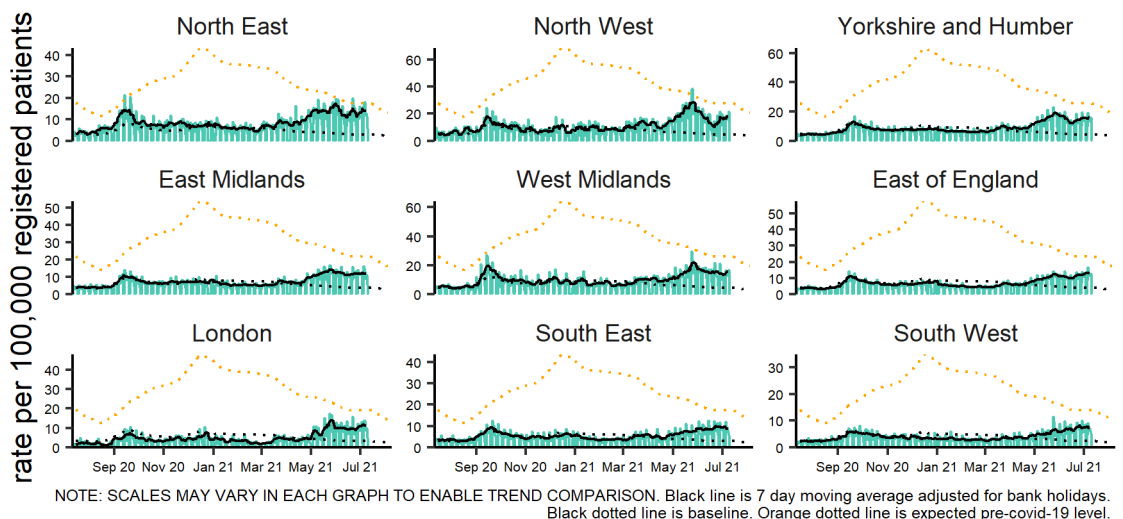 rate per 100,000 registered patients
North East
40
30
20
10
0
North West
60
40
20
0
Yorkshire and Humber
60
40
20
0
East Midlands
50
40
30
20
10
0
West Midlands
60
40
20
0
East of England
50
40
30
20
10
0
London
40
30
20
10
0
South East
40
30
20
10
0
South West
30
20
10
0
Sep 20 Nov 20 Jan 21 Mar 21 May 21 Jul 21
Sep 20 Nov 20 Jan 21 Mar 21 May 21 Jul 21
Sep 20 Nov 20 Jan 21 Mar 21 May 21 Jul 21
NOTE: SCALES MAY VARY IN EACH GRAPH TO ENABLE TREND COMPARISON. Black line is 7 day moving average adjusted for bank holidays.
Black dotted line is baseline. Orange dotted line is expected pre-covid-19 level.